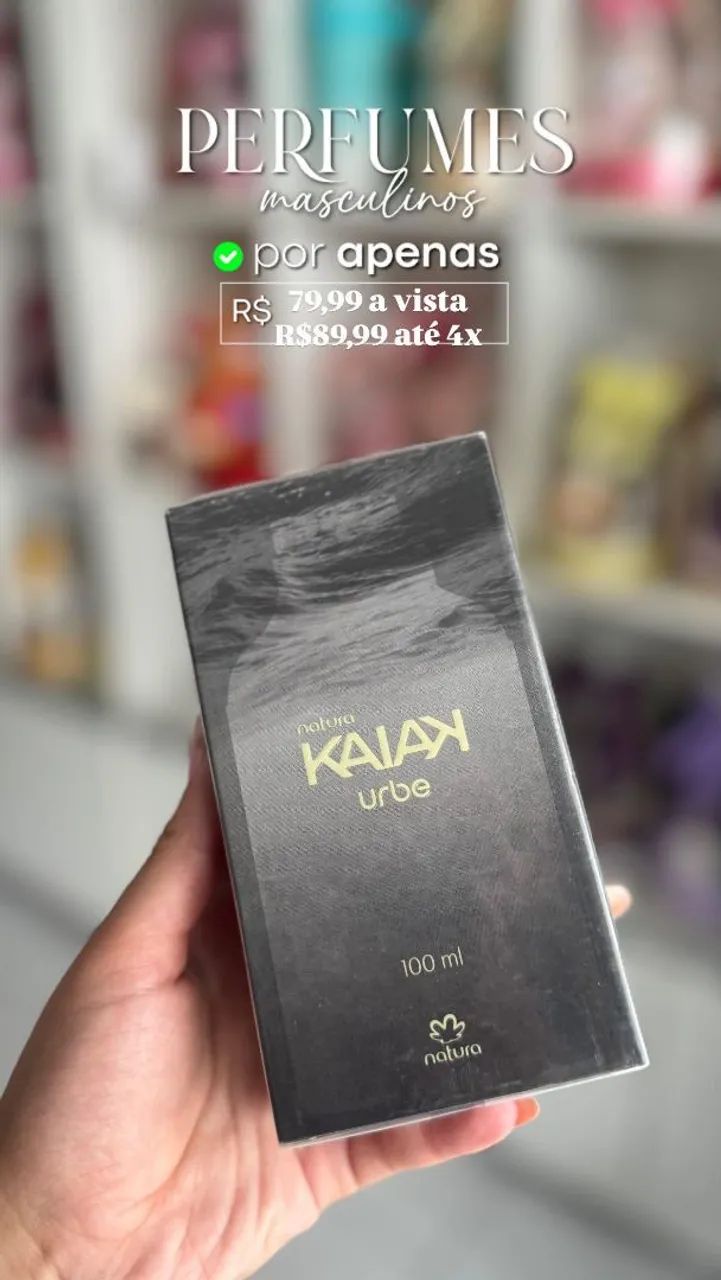 PERFUMES
masculinos
por apenas
R$ 79,99 a vista
R$89,99 até 4x
natura
KAIAK
urbe
100 ml
natura